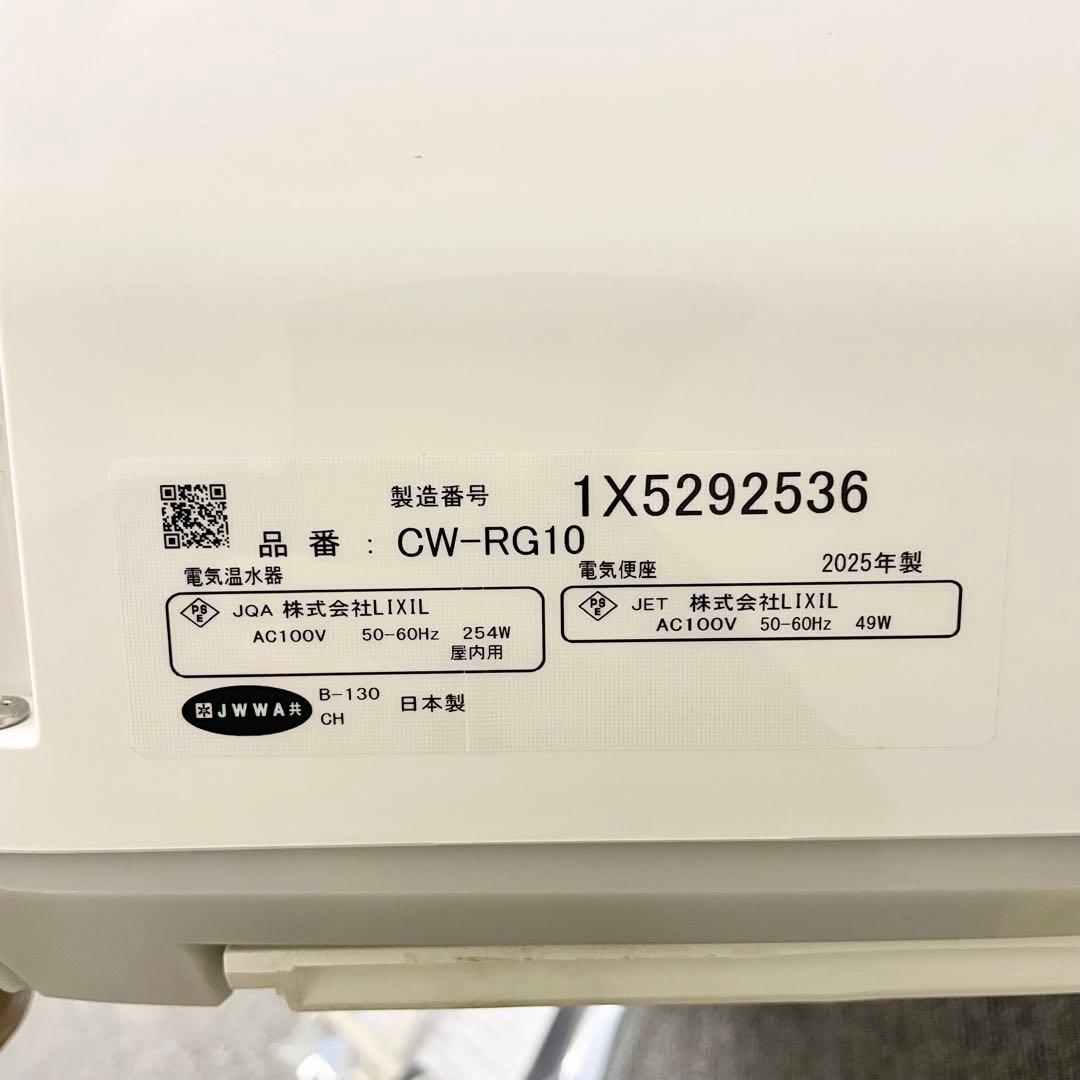 製造番号 1X5292536
品番 : CW-RG10
電気温水器
PSE JQA 株式会社LIXIL
AC100V 50-60Hz 254W
屋内用
電気便座 2025年製
PSE JET 株式会社LIXIL
AC100V 50-60Hz 49W
JWWA共 B-130
CH
日本製